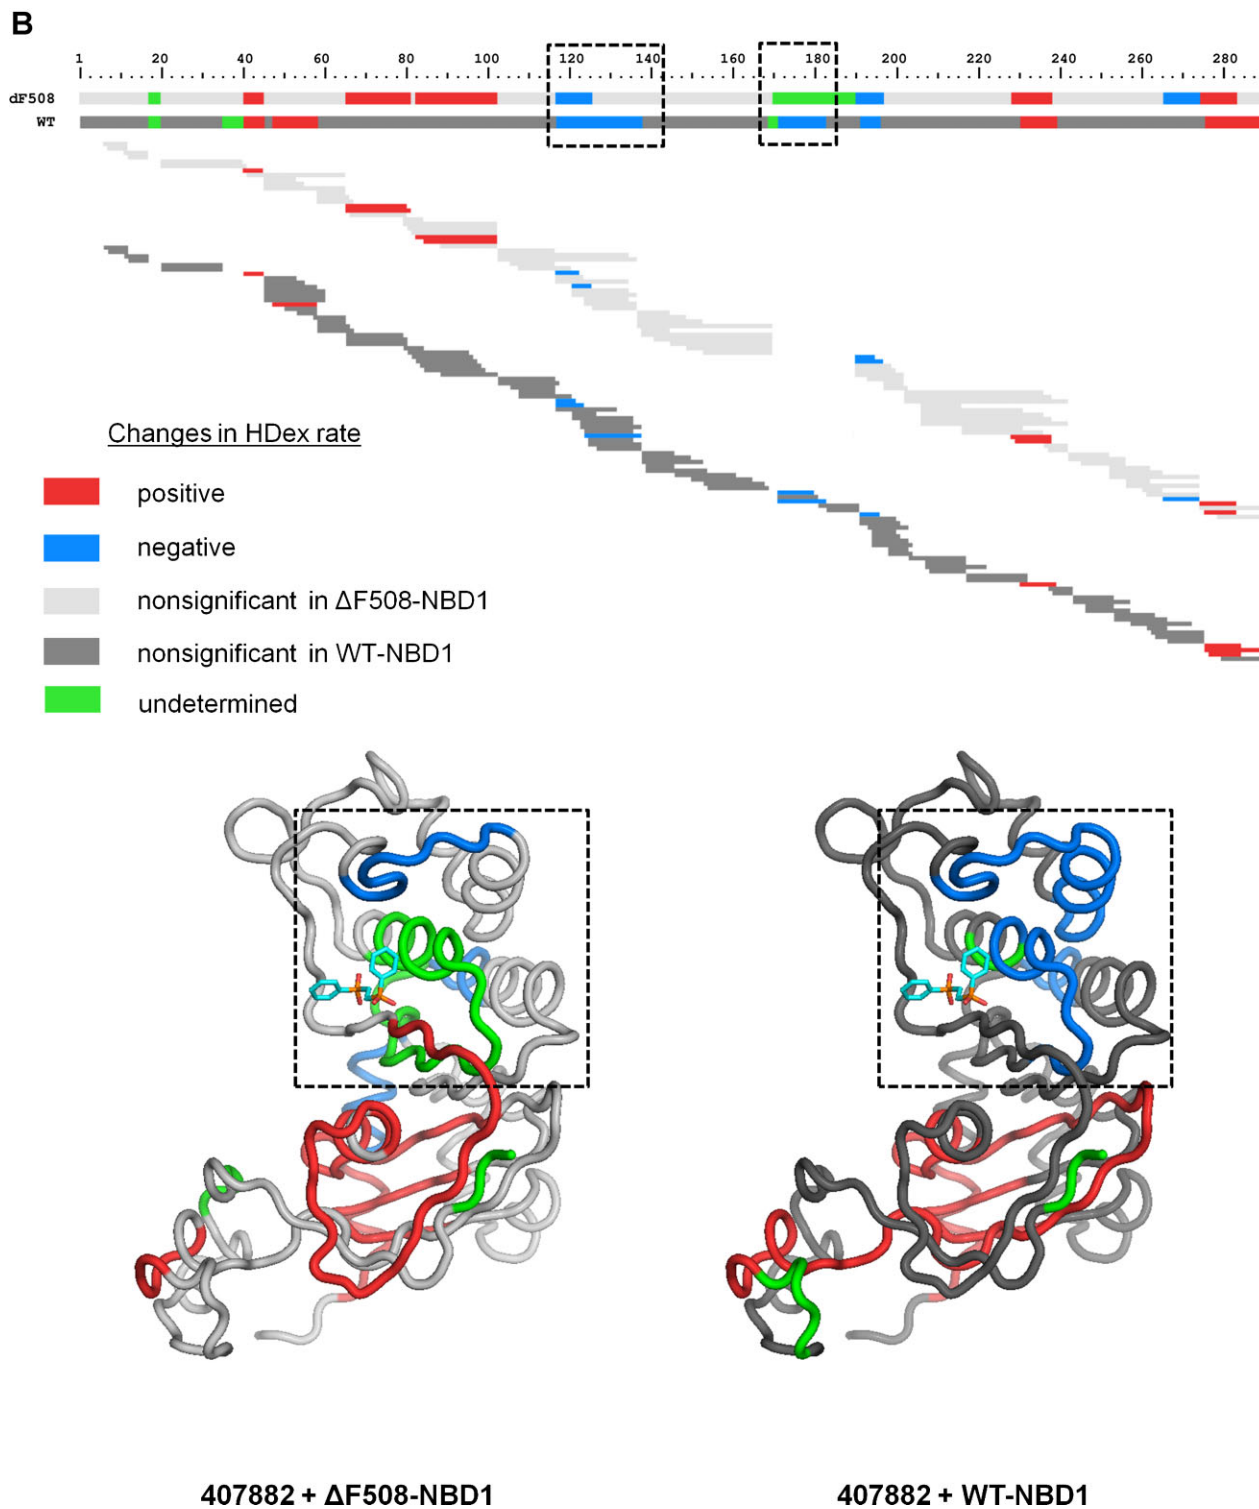 B
1 20 40 60 80 100 120 140 160 180 200 220 240 260 280
dF508
WT
Changes in HDex rate
positive
negative
nonsignificant in ΔF508-NBD1
nonsignificant in WT-NBD1
undetermined
407882 + ΔF508-NBD1 407882 + WT-NBD1